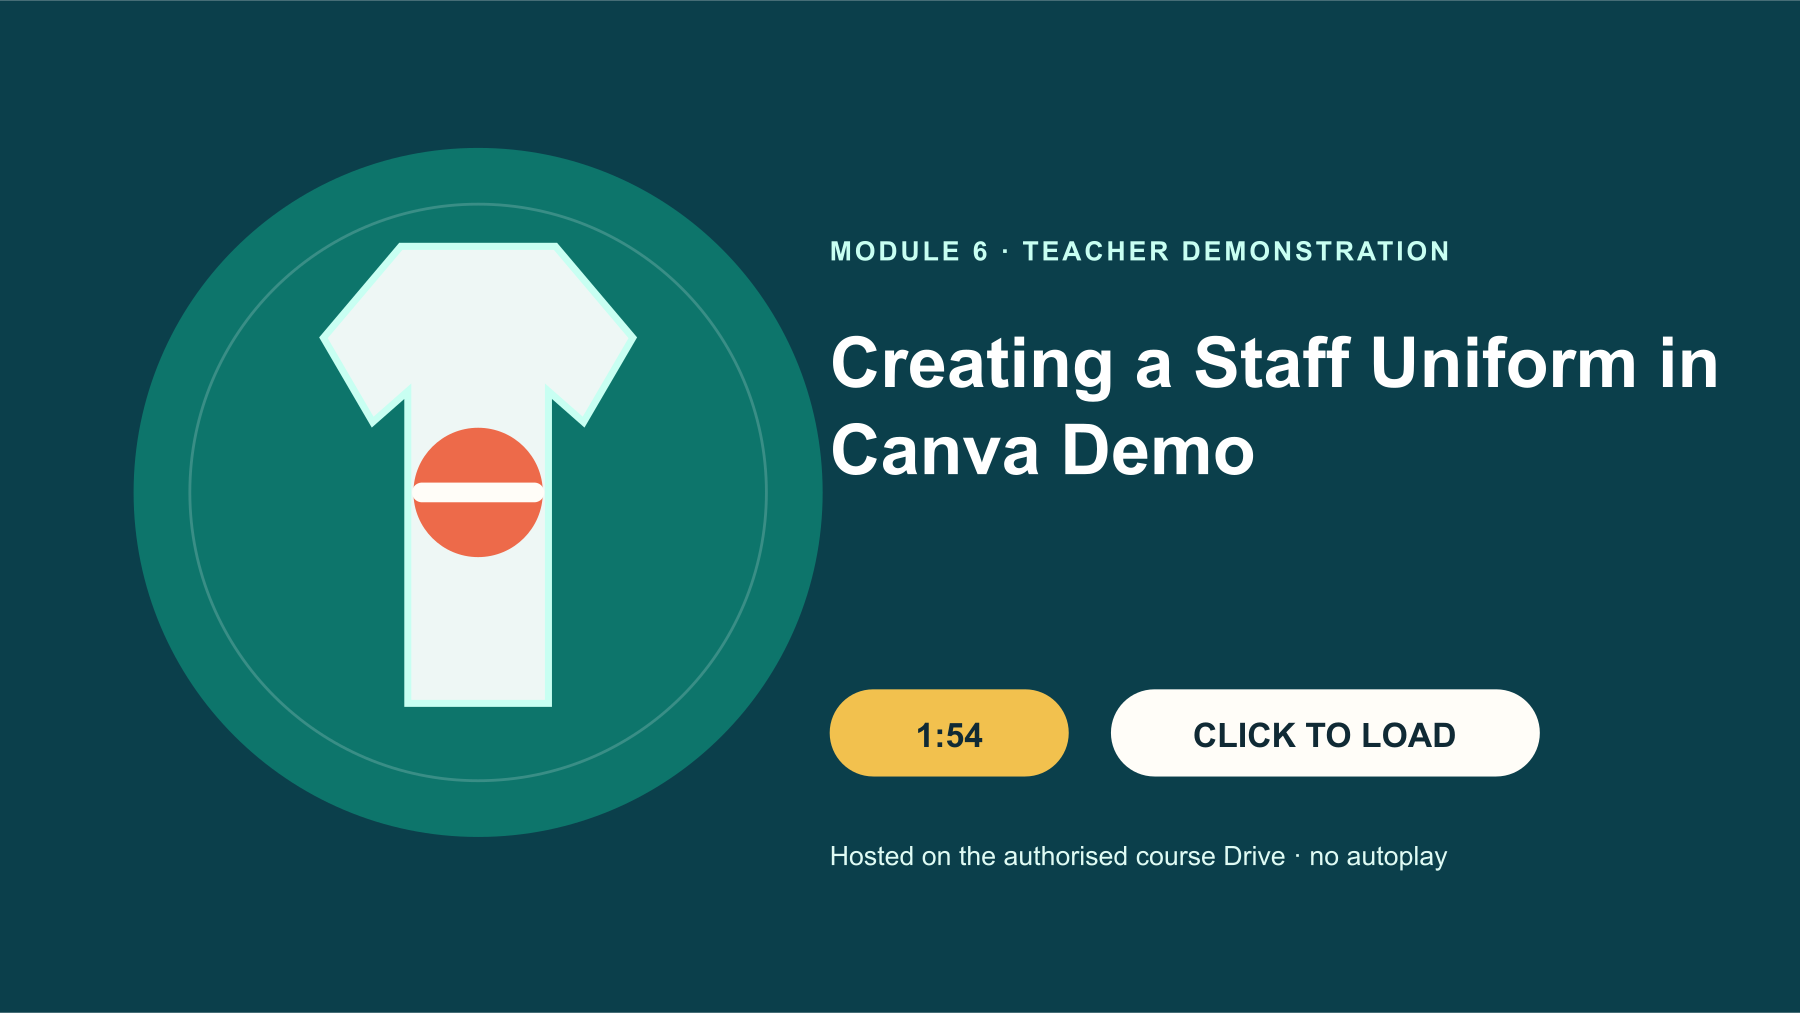 MODULE 6 · TEACHER DEMONSTRATION
Creating a Staff Uniform in
Canva Demo
1:54
CLICK TO LOAD
Hosted on the authorised course Drive · no autoplay